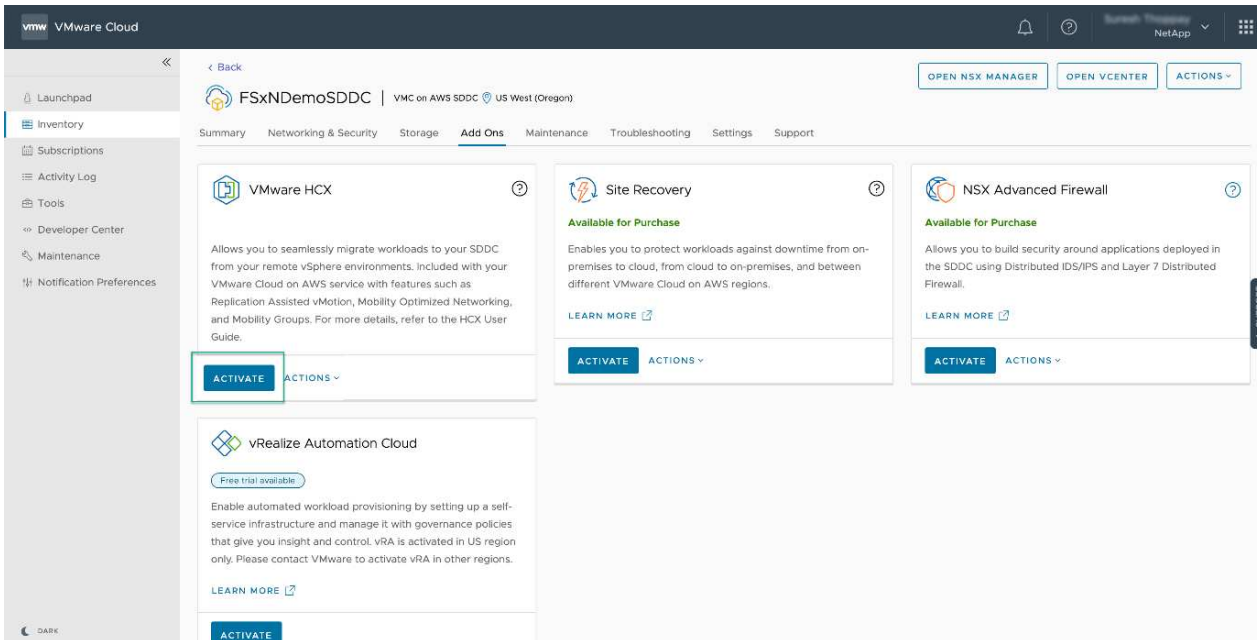 vmw VMware Cloud
NetApp
Launchpad
Inventory
Subscriptions
Activity Log
Tools
Developer Center
Maintenance
Notification Preferences
DARK
Back
OPEN NSX MANAGER
OPEN VCENTER
ACTIONS
FSxNDemoSDDC | VMC on AWS SDDC US West (Oregon)
Summary Networking & Security Storage Add Ons Maintenance Troubleshooting Settings Support
VMware HCX
Allows you to seamlessly migrate workloads to your SDDC
from your remote vSphere environments. Included with your
VMware Cloud on AWS service with features such as
Replication Assisted vMotion, Mobility Optimized Networking,
and Mobility Groups. For more details, refer to the HCX User
Guide.
ACTIVATE ACTIONS
Site Recovery
Available for Purchase
Enables you to protect workloads against downtime from on-
premises to cloud, from cloud to on-premises, and between
different VMware Cloud on AWS regions.
LEARN MORE
ACTIVATE ACTIONS
NSX Advanced Firewall
Available for Purchase
Allows you to build security around applications deployed in
the SDDC using Distributed IDS/IPS and Layer 7 Distributed
Firewall.
LEARN MORE
ACTIVATE ACTIONS
vRealize Automation Cloud
Free trial available
Enable automated workload provisioning by setting up a self-
service infrastructure and manage it with governance policies
that give you insight and control. vRA is activated in US region
only. Please contact VMware to activate vRA in other regions.
LEARN MORE
ACTIVATE